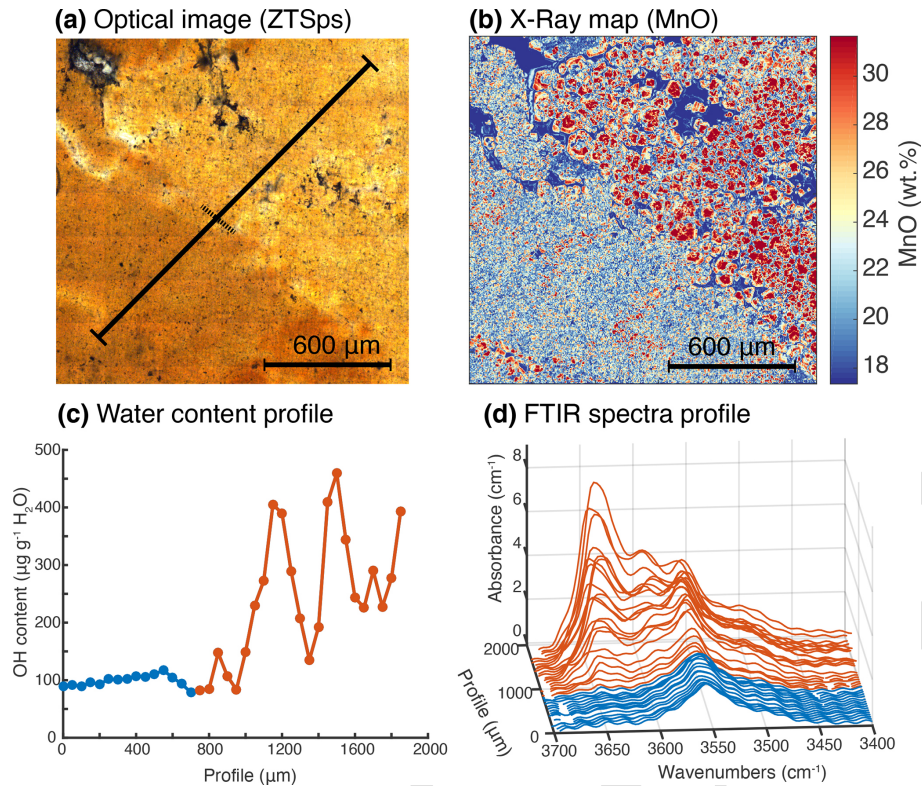 (a) Optical image (ZTSps)
600 µm
(b) X-Ray map (MnO)
600 µm
30
28
26
24
22
20
18
MnO (wt.%)
(c) Water content profile
500
400
300
200
100
0
OH content (µg g⁻¹ H₂O)
0 400 800 1200 1600 2000
Profile (µm)
(d) FTIR spectra profile
8
6
4
2
0
Absorbance (cm⁻¹)
2000
1000
0
Profile (µm)
3700 3650 3600 3550 3500 3450 3400
Wavenumbers (cm⁻¹)